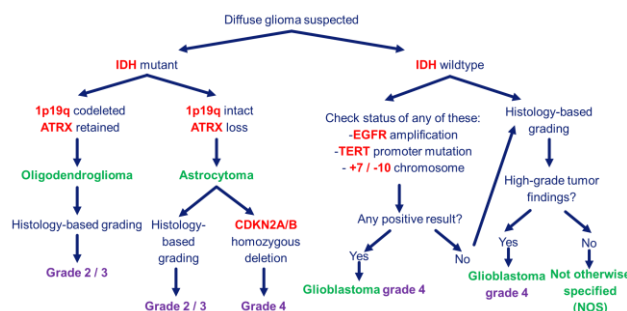 Diffuse glioma suspected
IDH mutant
IDH wildtype
1p19q codeleted
ATRX retained
1p19q intact
ATRX loss
Check status of any of these:
-EGFR amplification
-TERT promoter mutation
- +7 / -10 chromosome
Histology-based
grading
Oligodendroglioma
Astrocytoma
High-grade tumor
findings?
Histology-based grading
Histology-
based
grading
CDKN2A/B
homozygous
deletion
Any positive result?
Yes
No
Yes
No
Grade 2 / 3
Grade 2 / 3
Grade 4
Glioblastoma grade 4
Glioblastoma
grade 4
Not otherwise
specified
(NOS)